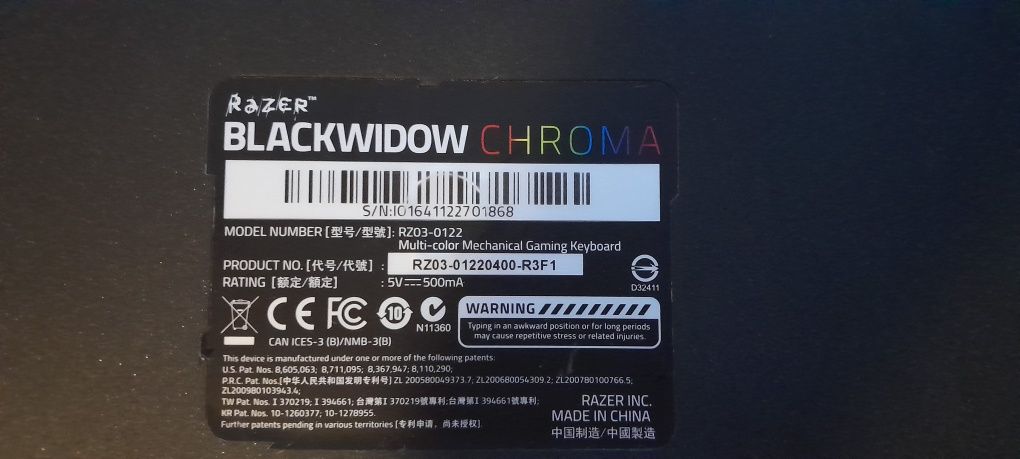 RAZER™
BLACKWIDOW CHROMA
S/N:IO1641122701868
MODEL NUMBER [型号/型號]: RZ03-0122
Multi-color Mechanical Gaming Keyboard
PRODUCT NO. [代号/代號] : RZ03-01220400-R3F1
RATING [额定/額定] : 5V⎓500mA
D32411
CE FC 10 N11360
CAN ICES-3 (B)/NMB-3(B)
WARNING
Typing in an awkward position or for long periods
may cause repetitive stress or related injuries.
This device is manufactured under one or more of the following patents:
U.S. Pat. Nos. 8,605,063; 8,711,095; 8,367,947; 8,110,290;
P.R.C. Pat Nos.[中华人民共和国发明专利号] ZL 200580049373.7; ZL200680054309.2; ZL200780100766.5;
ZL200980103943.4;
TW Pat. Nos. I 370219; I 394661; 台灣第I 370219號專利;台灣第I 394661號專利;
KR Pat. Nos. 10-1260377; 10-1278955.
Further patents pending in various territories [专利申请，尚未授权].
RAZER INC.
MADE IN CHINA
中国制造/中國製造